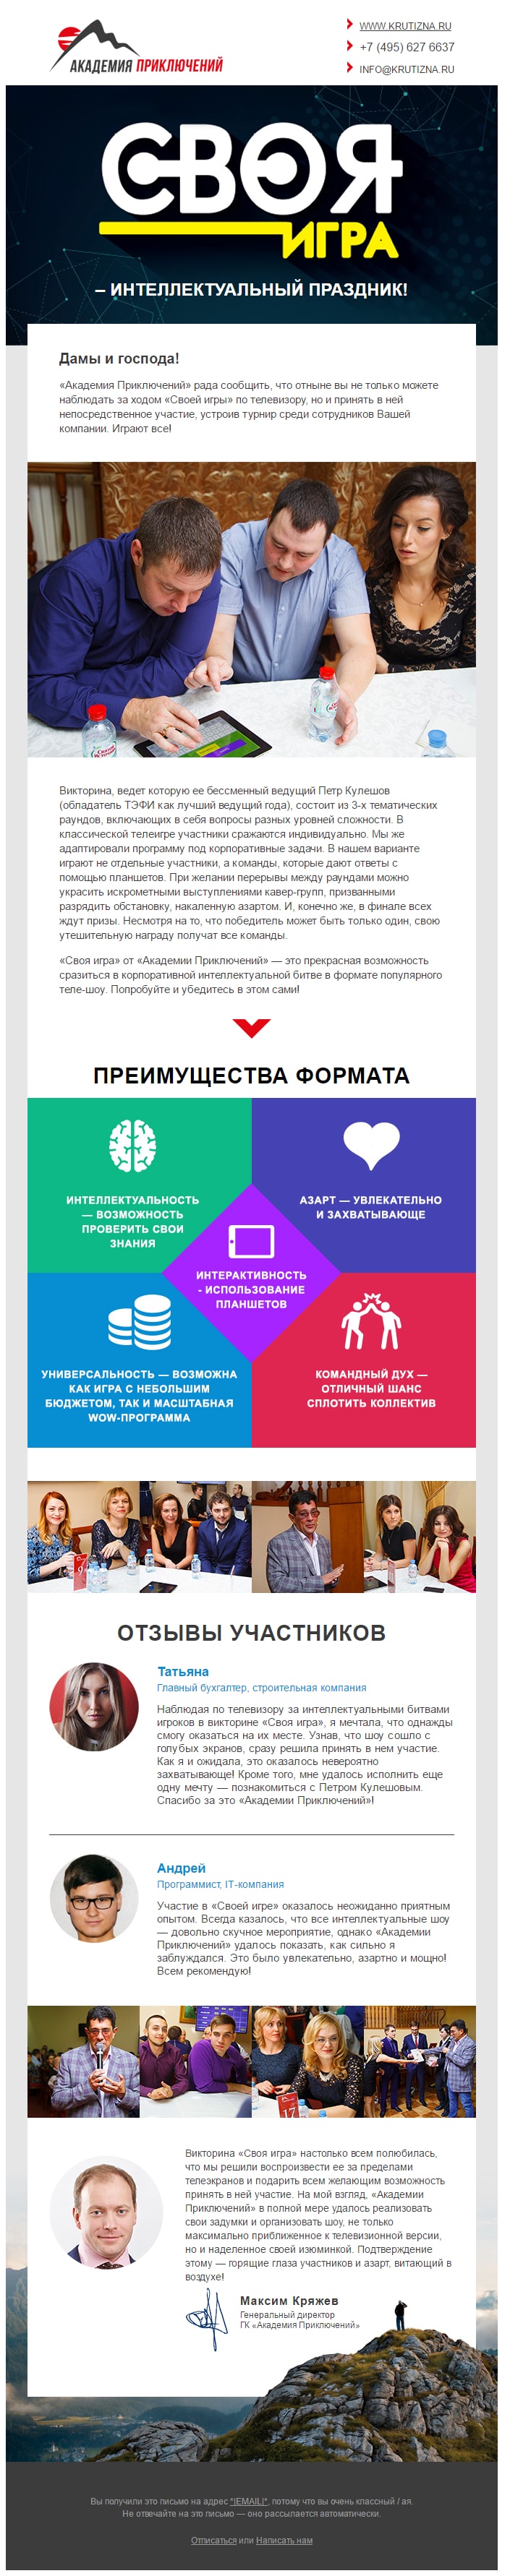 АКАДЕМИЯ ПРИКЛЮЧЕНИЙ
WWW.KRUTIZNA.RU
+7 (495) 627 6637
INFO@KRUTIZNA.RU
СВОЯ
ИГРА
– ИНТЕЛЛЕКТУАЛЬНЫЙ ПРАЗДНИК!
Дамы и господа!
«Академия Приключений» рада сообщить, что отныне вы не только можете
наблюдать за ходом «Своей игры» по телевизору, но и принять в ней
непосредственное участие, устроив турнир среди сотрудников Вашей
компании. Играют все!
Викторина, ведет которую ее бессменный ведущий Петр Кулешов
(обладатель ТЭФИ как лучший ведущий года), состоит из 3-х тематических
раундов, включающих в себя вопросы разных уровней сложности. В
классической телеигре участники сражаются индивидуально. Мы же
адаптировали программу под корпоративные задачи. В нашем варианте
играют не отдельные участники, а команды, которые дают ответы с
помощью планшетов. При желании перерывы между раундами можно
украсить искрометными выступлениями кавер-групп, призванными
разрядить обстановку, накаленную азартом. И, конечно же, в финале всех
ждут призы. Несмотря на то, что победитель может быть только один, свою
утешительную награду получат все команды.
«Своя игра» от «Академии Приключений» — это прекрасная возможность
сразиться в корпоративной интеллектуальной битве в формате популярного
теле-шоу. Попробуйте и убедитесь в этом сами!
ПРЕИМУЩЕСТВА ФОРМАТА
ИНТЕЛЛЕКТУАЛЬНОСТЬ
— ВОЗМОЖНОСТЬ
ПРОВЕРИТЬ СВОИ
ЗНАНИЯ
АЗАРТ — УВЛЕКАТЕЛЬНО
И ЗАХВАТЫВАЮЩЕ
ИНТЕРАКТИВНОСТЬ
- ИСПОЛЬЗОВАНИЕ
ПЛАНШЕТОВ
УНИВЕРСАЛЬНОСТЬ — ВОЗМОЖНА
КАК ИГРА С НЕБОЛЬШИМ
БЮДЖЕТОМ, ТАК И МАСШТАБНАЯ
WOW-ПРОГРАММА
КОМАНДНЫЙ ДУХ —
ОТЛИЧНЫЙ ШАНС
СПЛОТИТЬ КОЛЛЕКТИВ
ОТЗЫВЫ УЧАСТНИКОВ
Татьяна
Главный бухгалтер, строительная компания
Наблюдая по телевизору за интеллектуальными битвами
игроков в викторине «Своя игра», я мечтала, что однажды
смогу оказаться на их месте. Узнав, что шоу сошло с
голубых экранов, сразу решила принять в нем участие.
Как я и ожидала, это оказалось невероятно
захватывающе! Кроме того, мне удалось исполнить еще
одну мечту — познакомиться с Петром Кулешовым.
Спасибо за это «Академии Приключений»!
Андрей
Программист, IT-компания
Участие в «Своей игре» оказалось неожиданно приятным
опытом. Всегда казалось, что все интеллектуальные шоу
— довольно скучное мероприятие, однако «Академии
Приключений» удалось показать, как сильно я
заблуждался. Это было увлекательно, азартно и мощно!
Всем рекомендую!
17
Викторина «Своя игра» настолько всем полюбилась,
что мы решили воспроизвести ее за пределами
телеэкранов и подарить всем желающим возможность
принять в ней участие. На мой взгляд, «Академии
Приключений» в полной мере удалось реализовать
свои задумки и организовать шоу, не только
максимально приближенное к телевизионной версии,
но и наделенное своей изюминкой. Подтверждение
этому — горящие глаза участников и азарт, витающий в
воздухе!
Максим Кряжев
Генеральный директор
ГК «Академия Приключений»
Вы получили это письмо на адрес *|EMAIL|*, потому что вы очень классный / ая.
Не отвечайте на это письмо — оно рассылается автоматически.
Отписаться или Написать нам